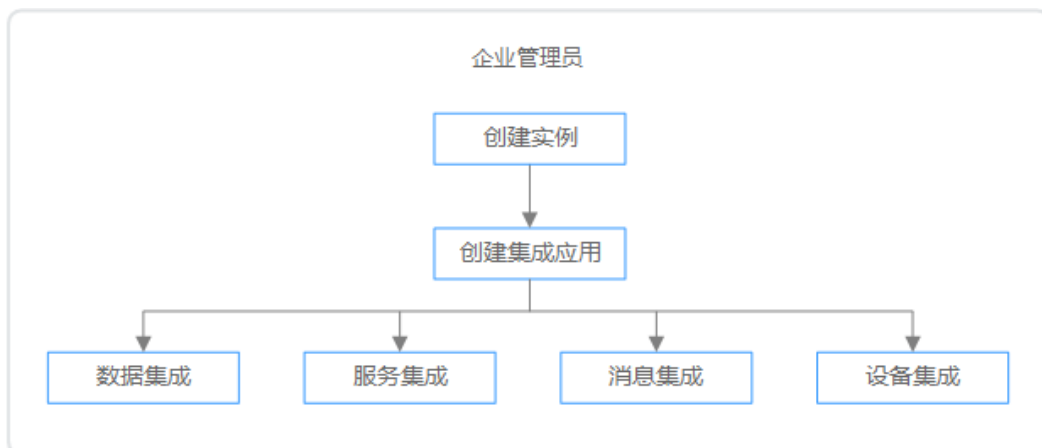 企业管理员
创建实例
创建集成应用
数据集成
服务集成
消息集成
设备集成